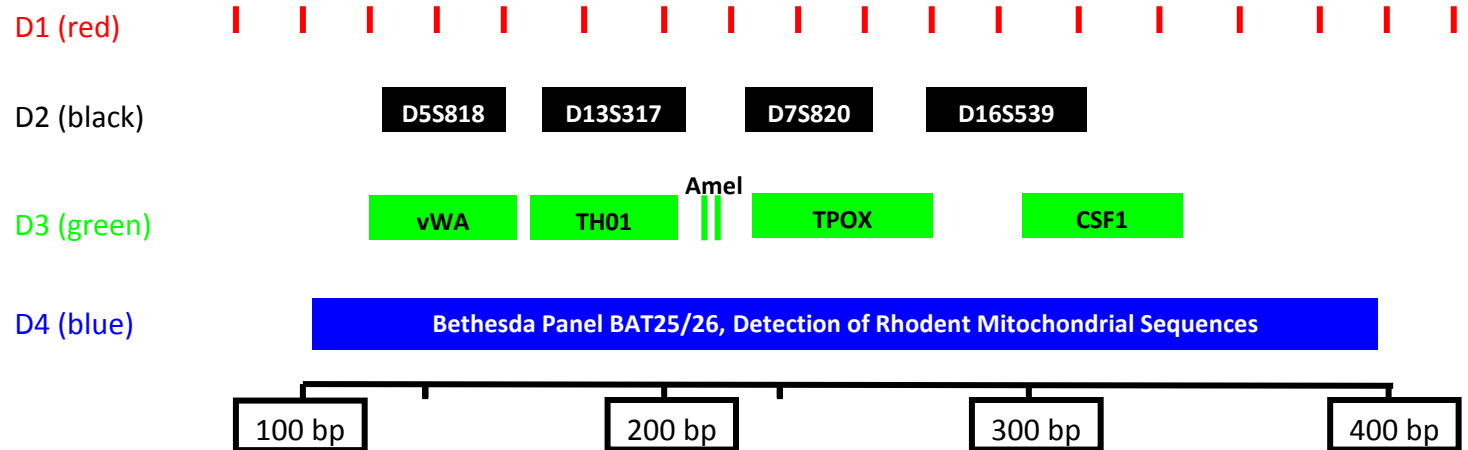 D1 (red)
D2 (black)
D5S818 D13S317 D7S820 D16S539
Amel
D3 (green)
vWA TH01 TPOX CSF1
D4 (blue)
Bethesda Panel BAT25/26, Detection of Rhodent Mitochondrial Sequences
100 bp 200 bp 300 bp 400 bp